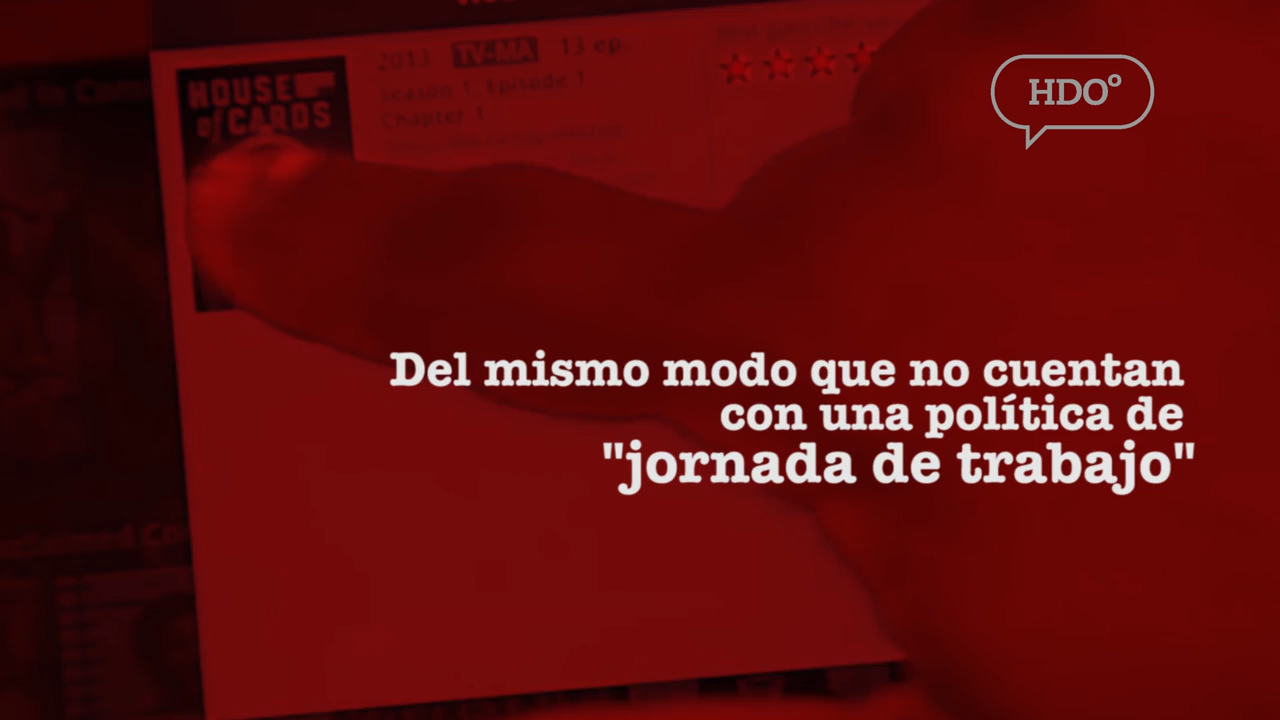 HOUSE
of CARDS
2013 TV-MA 13 ep.
Season 1, Episode 1
Chapter 1
HDOº
Del mismo modo que no cuentan
con una política de
"jornada de trabajo"